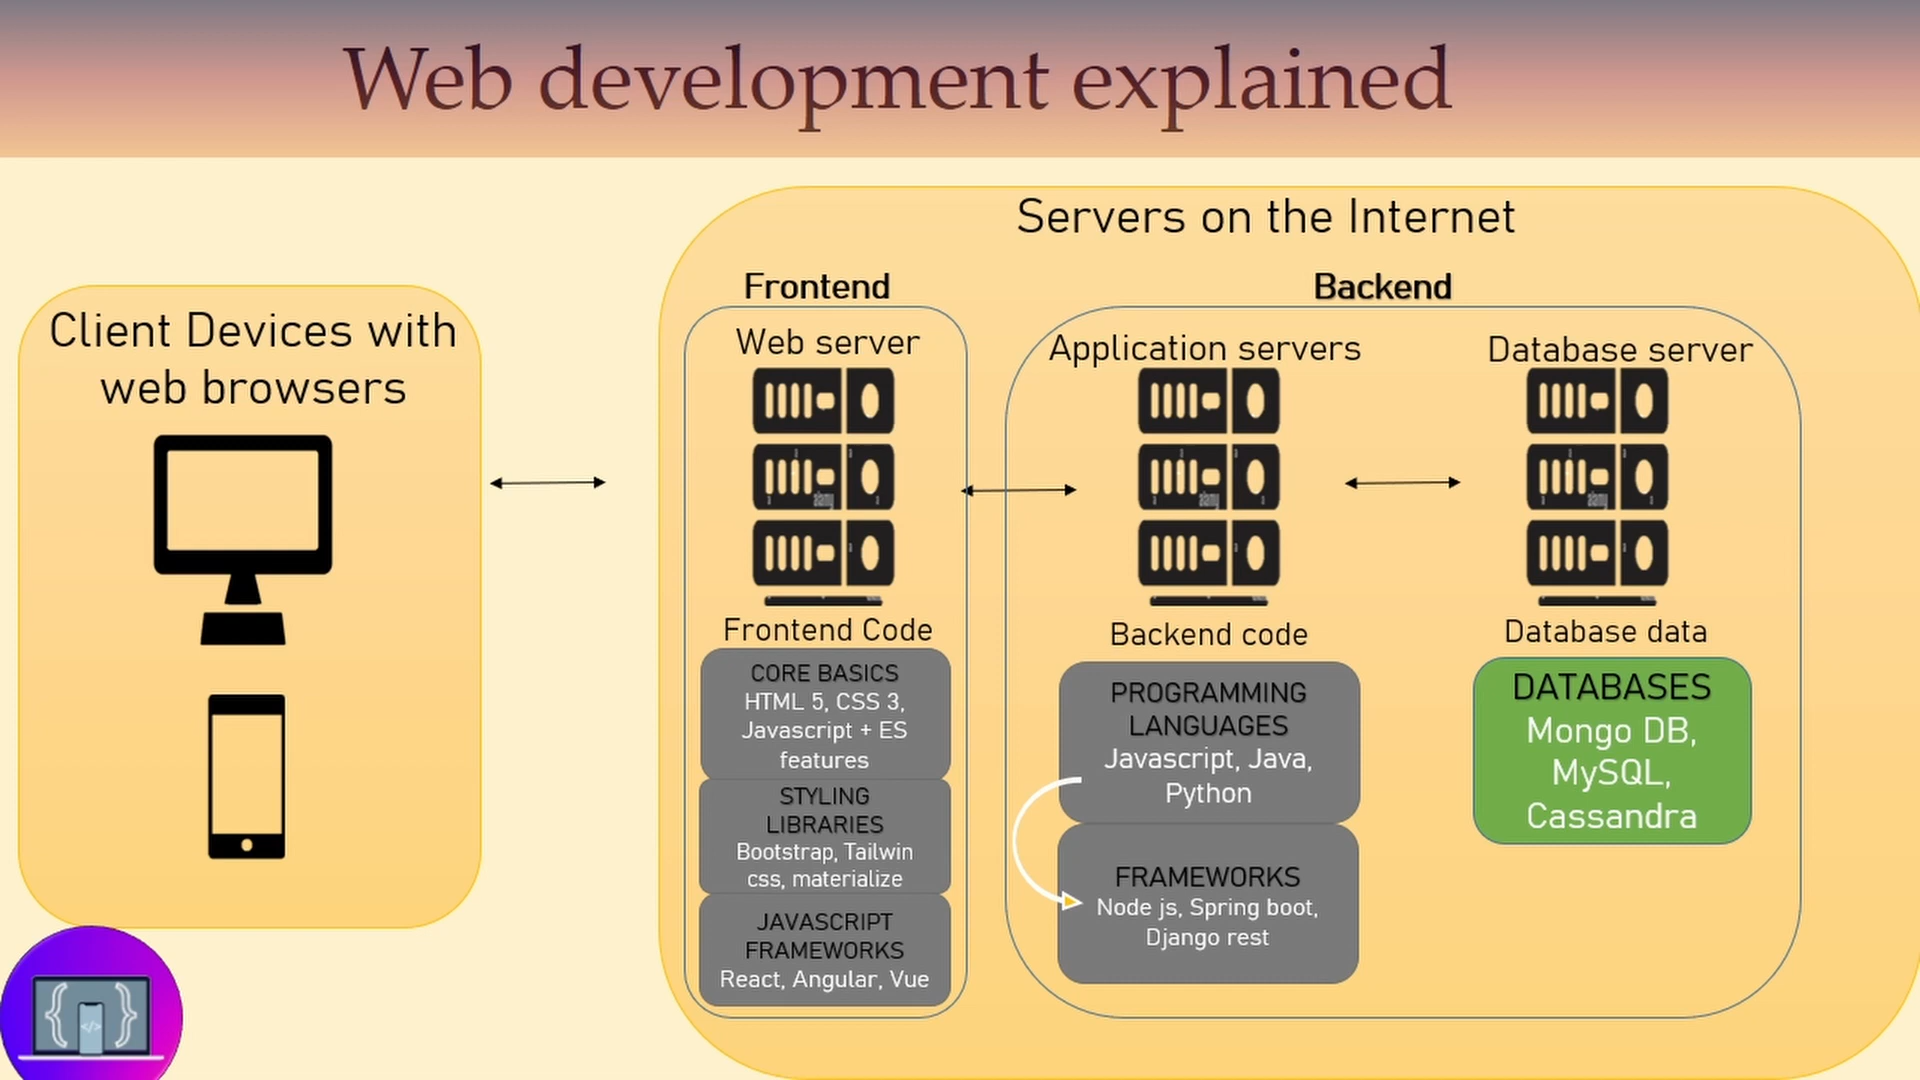 Web development explained
Servers on the Internet
Client Devices with
web browsers
Frontend
Web server
Frontend Code
CORE BASICS
HTML 5, CSS 3,
Javascript + ES
features
STYLING
LIBRARIES
Bootstrap, Tailwin
css, materialize
JAVASCRIPT
FRAMEWORKS
React, Angular, Vue
Backend
Application servers
Backend code
PROGRAMMING
LANGUAGES
Javascript, Java,
Python
FRAMEWORKS
Node js, Spring boot,
Django rest
Database server
Database data
DATABASES
Mongo DB,
MySQL,
Cassandra
{ </> }